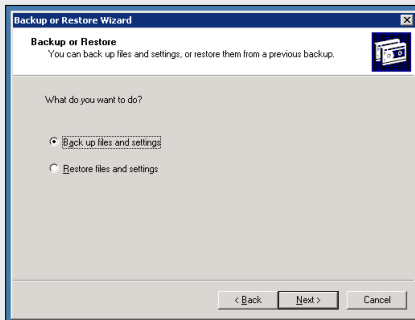 Backup or Restore Wizard
Backup or Restore
You can back up files and settings, or restore them from a previous backup.
What do you want to do?
Back up files and settings
Restore files and settings
< Back
Next >
Cancel